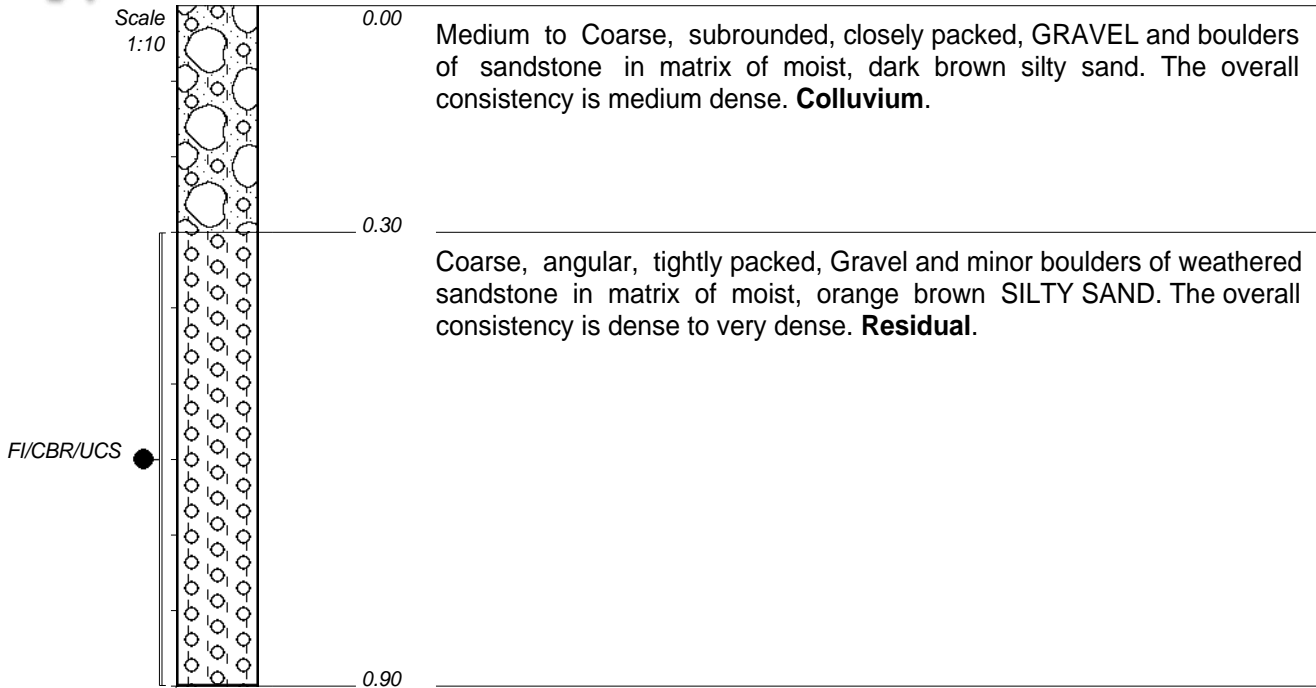 Scale
1:10
0.00
Medium to Coarse, subrounded, closely packed, GRAVEL and boulders
of sandstone in matrix of moist, dark brown silty sand. The overall
consistency is medium dense. Colluvium.
0.30
Coarse, angular, tightly packed, Gravel and minor boulders of weathered
sandstone in matrix of moist, orange brown SILTY SAND. The overall
consistency is dense to very dense. Residual.
FI/CBR/UCS
0.90